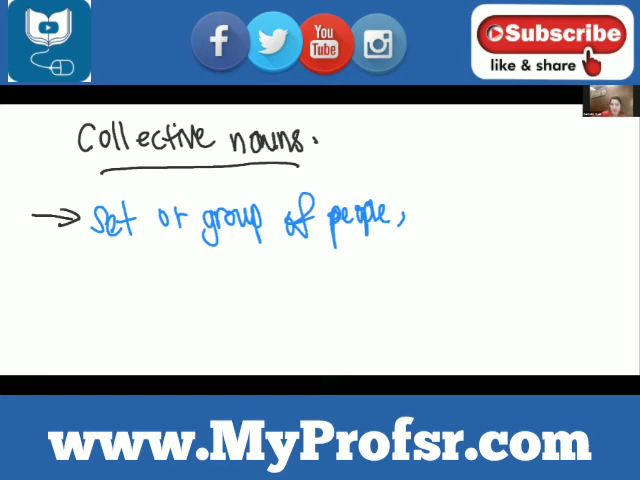 f
You
Tube
Subscribe
like & share
Collective nouns.
→ Set or group of people,
www.MyProfsr.com